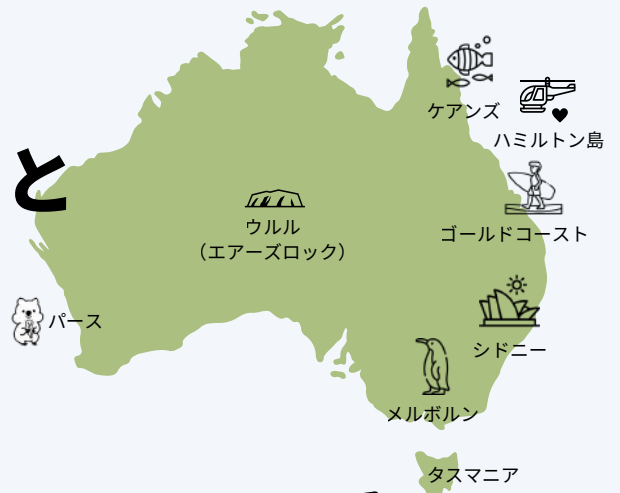 ケアンズ
ハミルトン島
と
ゴールドコースト
ウルル
（エアーズロック）
パース
シドニー
メルボルン
タスマニア